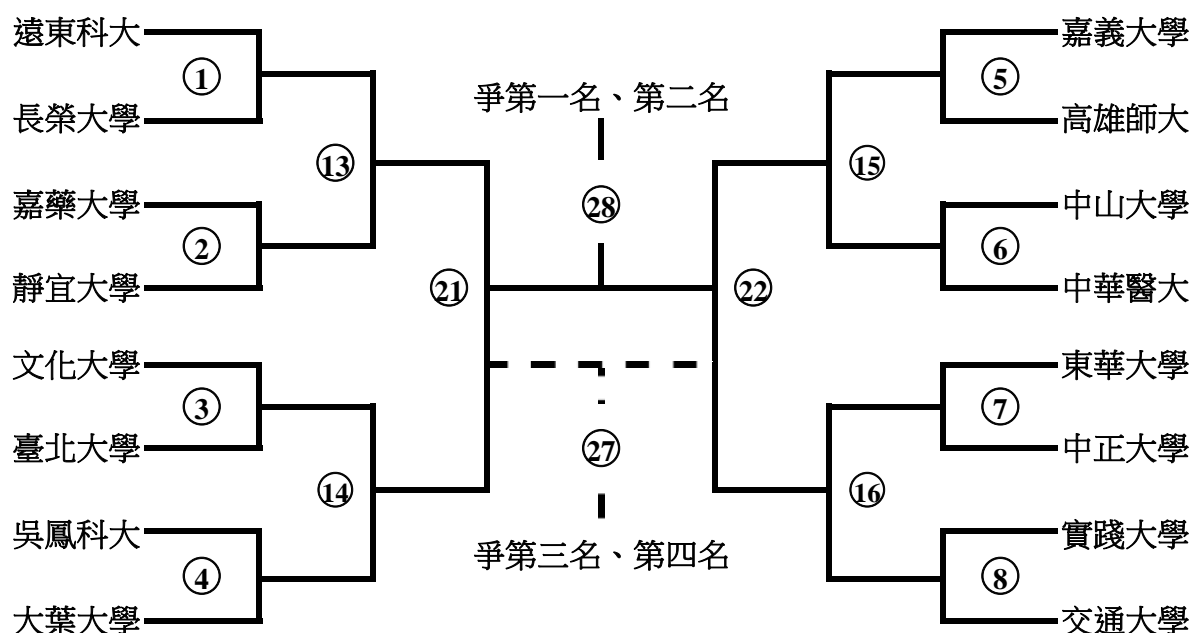 遠東科大
①
長榮大學
嘉藥大學
②
靜宜大學
文化大學
③
臺北大學
吳鳳科大
④
大葉大學
⑬
⑭
㉑
爭第一名、第二名
㉘
㉗
爭第三名、第四名
㉒
⑮
⑯
嘉義大學
⑤
高雄師大
中山大學
⑥
中華醫大
東華大學
⑦
中正大學
實踐大學
⑧
交通大學